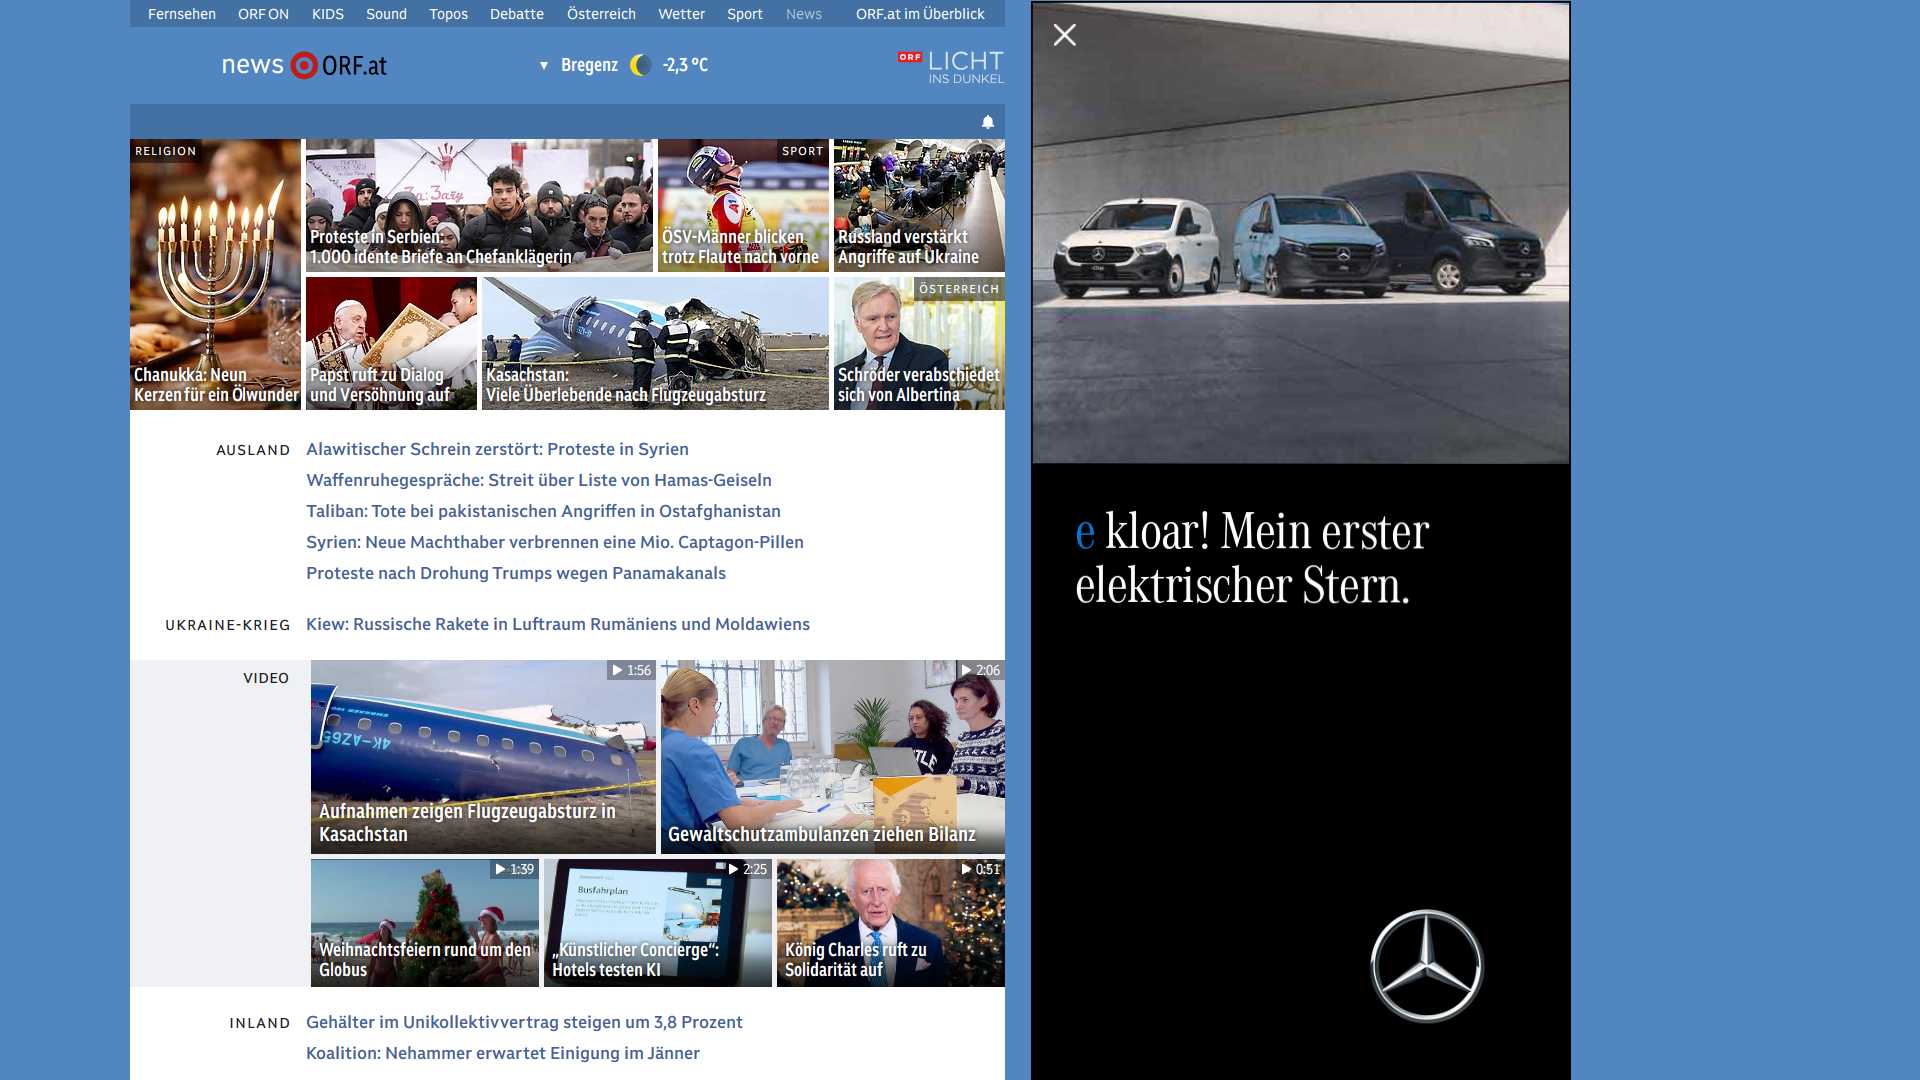 Fernsehen ORF ON KIDS Sound Topos Debatte Österreich Wetter Sport News ORF.at im Überblick
news ORF.at
Bregenz -2,3 °C
ORF LICHT
INS DUNKEL
RELIGION
Chanukka: Neun
Kerzen für ein Ölwunder
Proteste in Serbien:
1.000 idente Briefe an Chefanklägerin
SPORT
ÖSV-Männer blicken
trotz Flaute nach vorne
Russland verstärkt
Angriffe auf Ukraine
Papst ruft zu Dialog
und Versöhnung auf
Kasachstan:
Viele Überlebende nach Flugzeugabsturz
ÖSTERREICH
Schröder verabschiedet
sich von Albertina
AUSLAND
Alawitischer Schrein zerstört: Proteste in Syrien
Waffenruhegespräche: Streit über Liste von Hamas-Geiseln
Taliban: Tote bei pakistanischen Angriffen in Ostafghanistan
Syrien: Neue Machthaber verbrennen eine Mio. Captagon-Pillen
Proteste nach Drohung Trumps wegen Panamakanals
UKRAINE-KRIEG
Kiew: Russische Rakete in Luftraum Rumäniens und Moldawiens
VIDEO
1:56
4K-AZ65
Aufnahmen zeigen Flugzeugabsturz in
Kasachstan
2:06
Gewaltschutzambulanzen ziehen Bilanz
1:39
Weihnachtsfeiern rund um den
Globus
2:25
Busfahrplan
„Künstlicher Concierge“:
Hotels testen KI
0:51
König Charles ruft zu
Solidarität auf
INLAND
Gehälter im Unikollektivvertrag steigen um 3,8 Prozent
Koalition: Nehammer erwartet Einigung im Jänner
e kloar! Mein erster
elektrischer Stern.